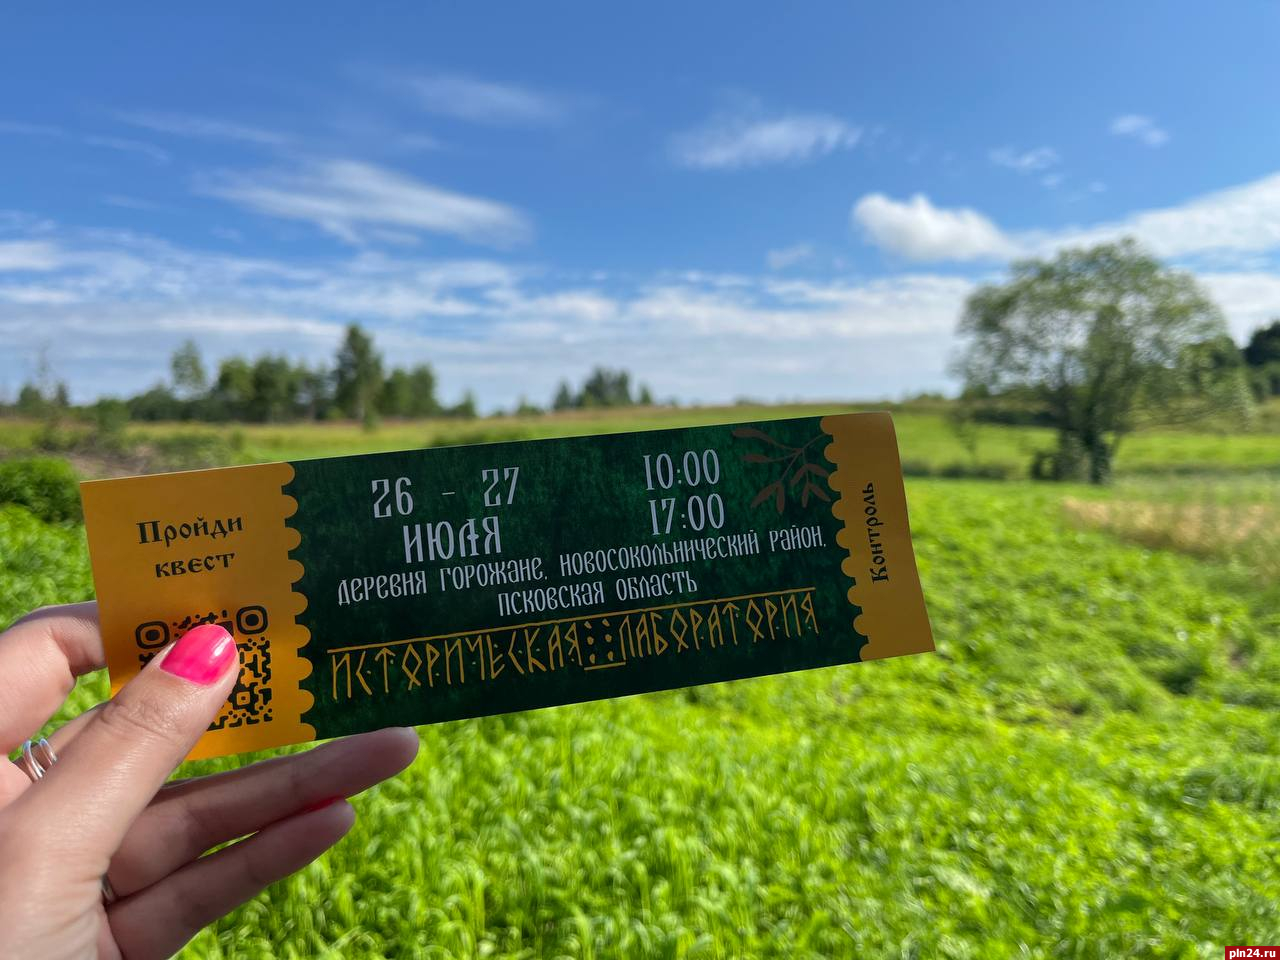 Пройди
квест
26 - 27
ИЮЛЯ
10:00
17:00
ДЕРЕВНЯ ГОРОЖАНЕ, НОВОСОКОЛЬНИЧЕСКИЙ РАЙОН,
ПСКОВСКАЯ ОБЛАСТЬ
ИСТОРИЧЕСКАЯ ЛАБОРАТОРИЯ
Контроль
pln24.ru